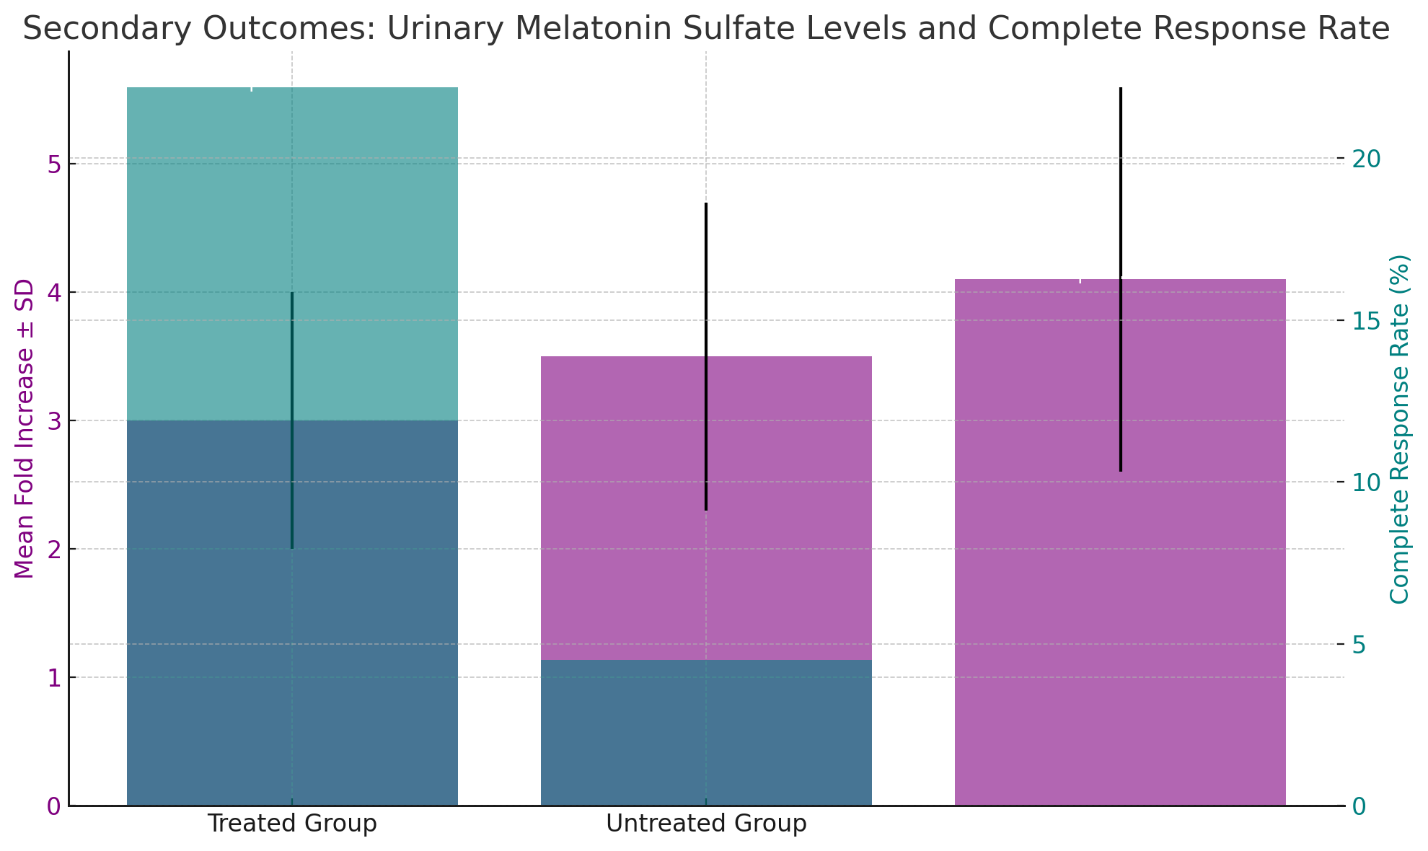 Secondary Outcomes: Urinary Melatonin Sulfate Levels and Complete Response Rate
Mean Fold Increase ± SD
5
4
3
2
1
0
20
15
10
5
0
Complete Response Rate (%)
Treated Group
Untreated Group